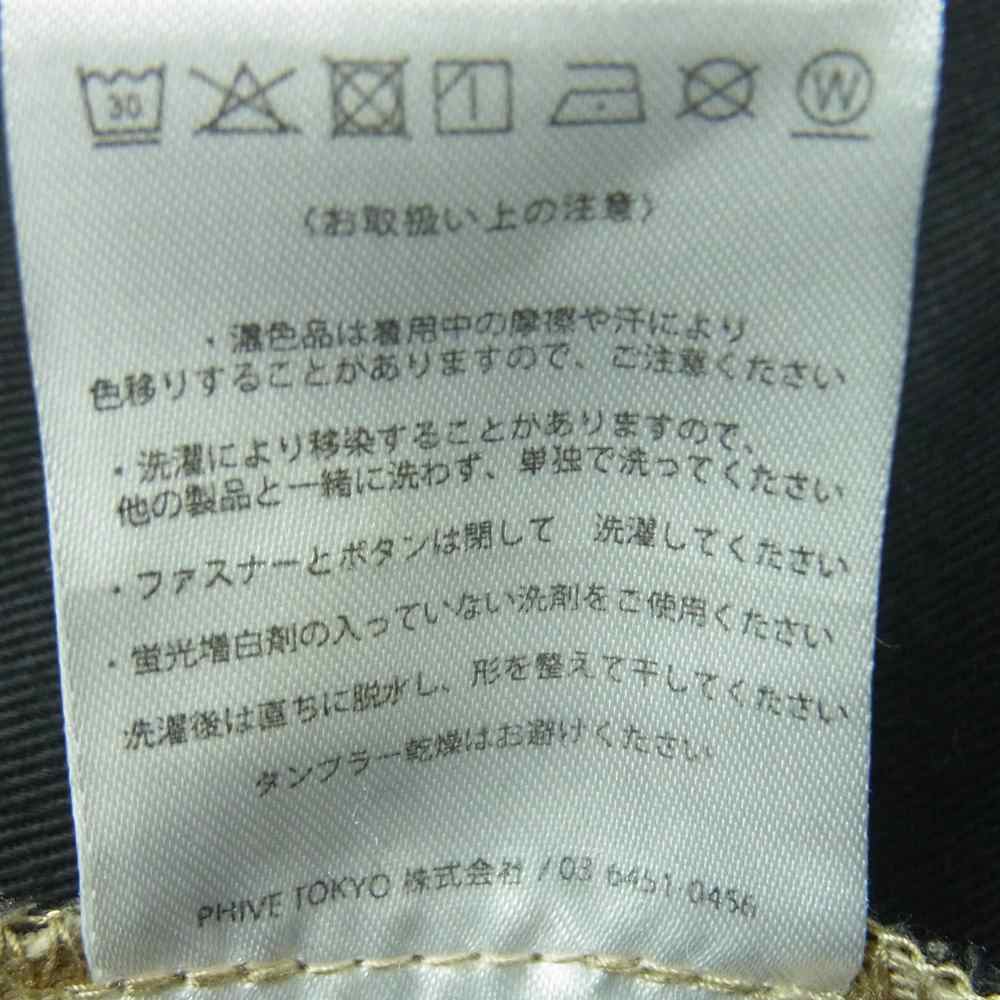 30
W
〈お取扱い上の注意〉
・濃色品は着用中の摩擦や汗により
色移りすることがありますので、ご注意ください
・洗濯により移染することがありますので、
他の製品と一緒に洗わず、単独で洗ってください
・ファスナーとボタンは閉して 洗濯してください
・蛍光増白剤の入っていない洗剤をご使用ください
洗濯後は直ちに脱水し、形を整えて干してください
タンブラー乾燥はお避けください
PHIVE TOKYO 株式会社 / 03 6451-0456